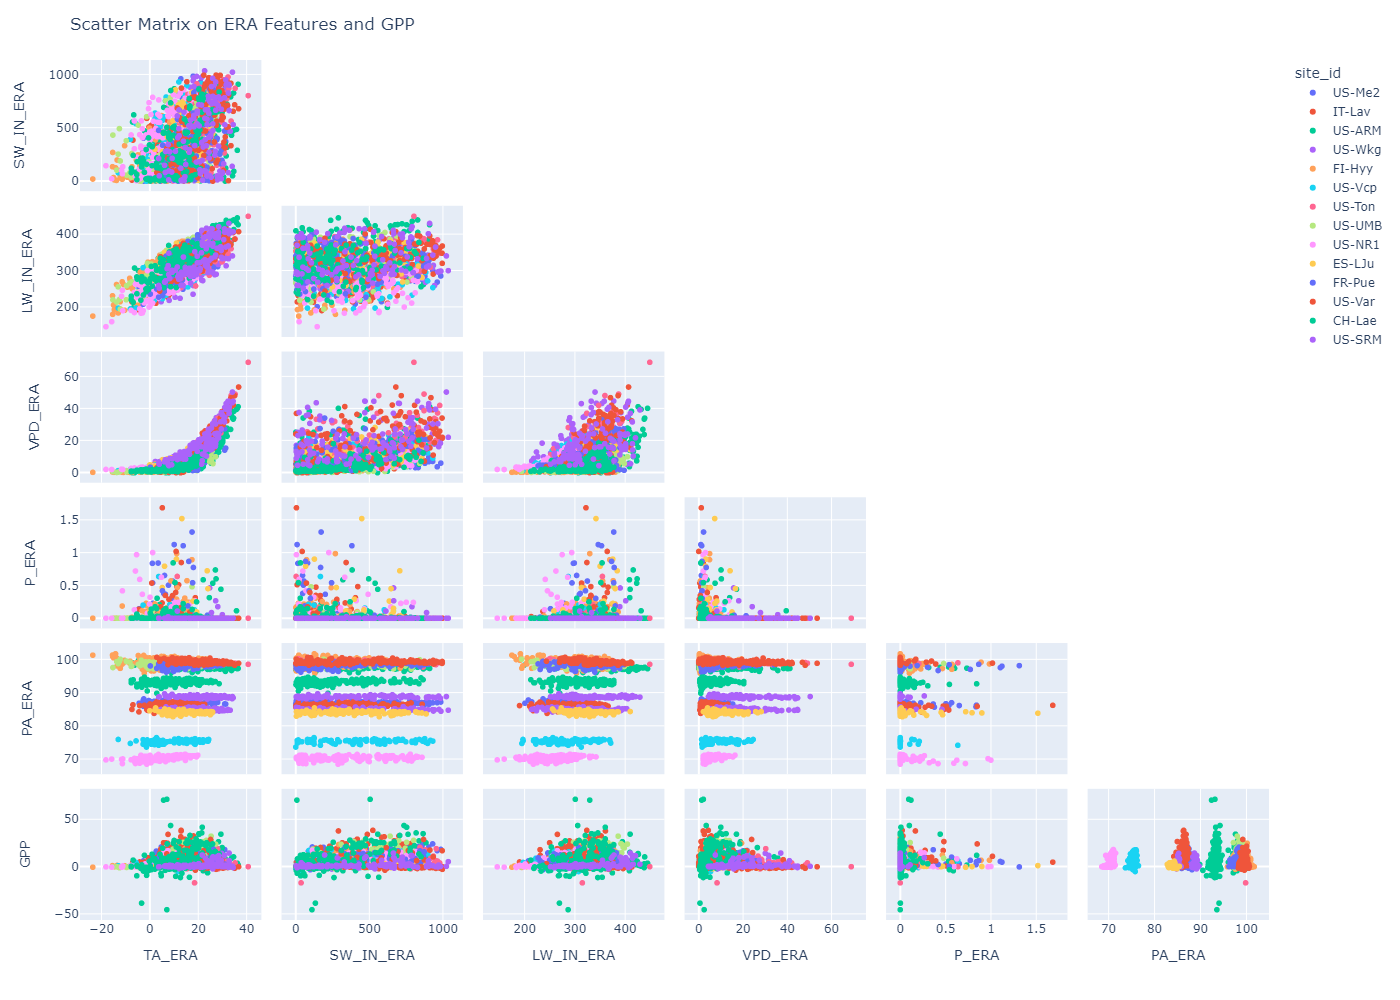 Scatter Matrix on ERA Features and GPP
site_id
US-Me2
IT-Lav
US-ARM
US-Wkg
FI-Hyy
US-Vcp
US-Ton
US-UMB
US-NR1
ES-LJu
FR-Pue
US-Var
CH-Lae
US-SRM
SW_IN_ERA
1000
500
0
LW_IN_ERA
400
300
200
VPD_ERA
60
40
20
0
P_ERA
1.5
1
0.5
0
PA_ERA
100
90
80
70
GPP
50
0
−50
−20 0 20 40
0 500 1000
200 300 400
0 20 40 60
0 0.5 1 1.5
70 80 90 100
TA_ERA SW_IN_ERA LW_IN_ERA VPD_ERA P_ERA PA_ERA